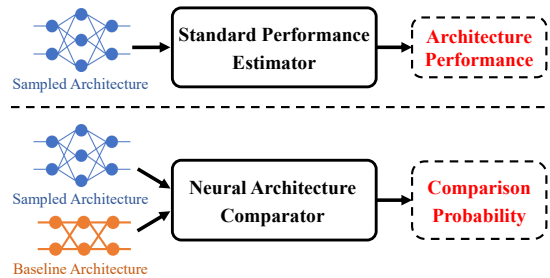 Standard Performance
Estimator
Architecture
Performance
Sampled Architecture
Sampled Architecture
Neural Architecture
Comparator
Comparison
Probability
Baseline Architecture